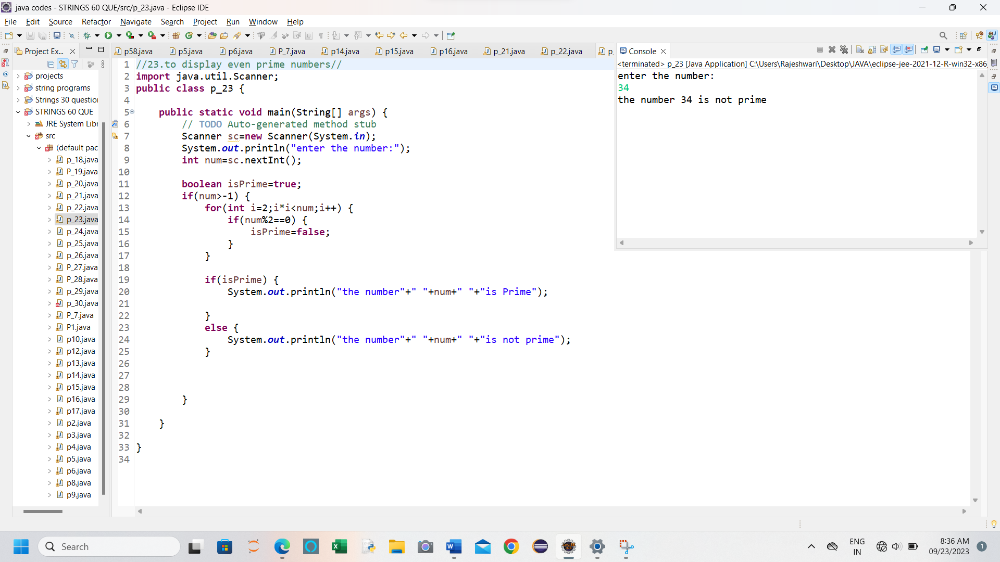 java codes - STRINGS 60 QUE/src/p_23.java - Eclipse IDE
File Edit Source Refactor Navigate Search Project Run Window Help
Project Ex...
projects
string programs
Strings 30 question
STRINGS 60 QUE
JRE System Libr
src
(default pac
p_18.java
P_19.java
p_20.java
p_21.java
p_22.java
p_23.java
p_24.java
p_25.java
p_26.java
P_27.java
P_28.java
p_29.java
p_30.java
P_7.java
P1.java
p10.java
p12.java
p13.java
p14.java
p15.java
p16.java
p17.java
p2.java
p3.java
p4.java
p5.java
p6.java
p8.java
p9.java
p58.java p5.java p6.java P_7.java p14.java p15.java p16.java p_21.java p_22.java p_
1 //23.to display even prime numbers//
2 import java.util.Scanner;
3 public class p_23 {
4
5 public static void main(String[] args) {
6 // TODO Auto-generated method stub
7 Scanner sc=new Scanner(System.in);
8 System.out.println("enter the number:");
9 int num=sc.nextInt();
10
11 boolean isPrime=true;
12 if(num>-1) {
13 for(int i=2;i*i<num;i++) {
14 if(num%2==0) {
15 isPrime=false;
16 }
17 }
18
19 if(isPrime) {
20 System.out.println("the number"+" "+num+" "+"is Prime");
21
22 }
23 else {
24 System.out.println("the number"+" "+num+" "+"is not prime");
25 }
26
27
28
29 }
30
31 }
32
33 }
34
Console
<terminated> p_23 [Java Application] C:\Users\Rajeshwari\Desktop\JAVA\eclipse-jee-2021-12-R-win32-x86
enter the number:
34
the number 34 is not prime
Search
ENG
IN
8:36 AM
09/23/2023
1